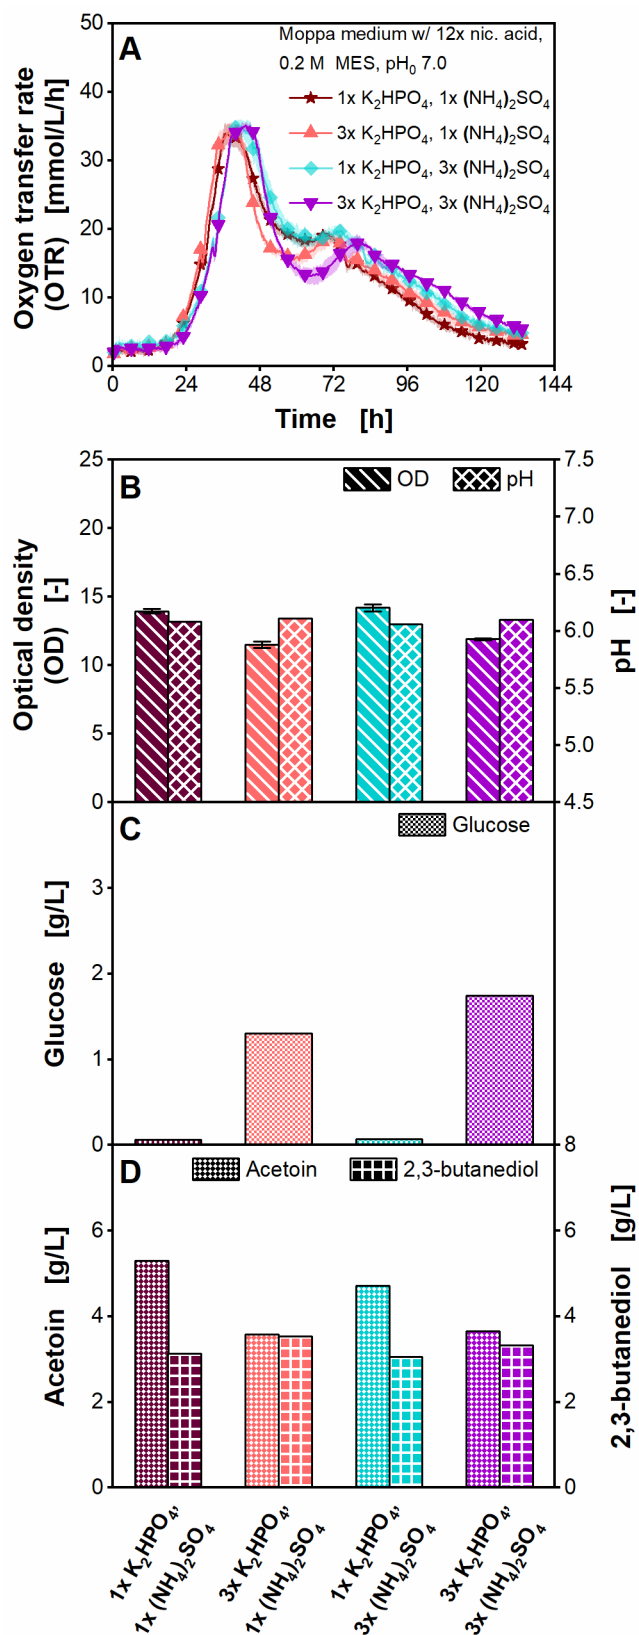 A
Moppa medium w/ 12x nic. acid,
0.2 M MES, pH₀ 7.0
1x K₂HPO₄, 1x (NH₄)₂SO₄
3x K₂HPO₄, 1x (NH₄)₂SO₄
1x K₂HPO₄, 3x (NH₄)₂SO₄
3x K₂HPO₄, 3x (NH₄)₂SO₄
Oxygen transfer rate
(OTR) [mmol/L/h]
50
40
30
20
10
0
0 24 48 72 96 120 144
Time [h]
B
OD pH
Optical density
(OD) [-]
25
20
15
10
5
0
7.5
7.0
6.5
6.0
5.5
5.0
4.5
pH [-]
C
Glucose
Glucose [g/L]
3
2
1
0
8
D
Acetoin 2,3-butanediol
Acetoin [g/L]
6
4
2
0
6
4
2
0
2,3-butanediol [g/L]
1x K₂HPO₄,
1x (NH₄)₂SO₄
3x K₂HPO₄,
1x (NH₄)₂SO₄
1x K₂HPO₄,
3x (NH₄)₂SO₄
3x K₂HPO₄,
3x (NH₄)₂SO₄